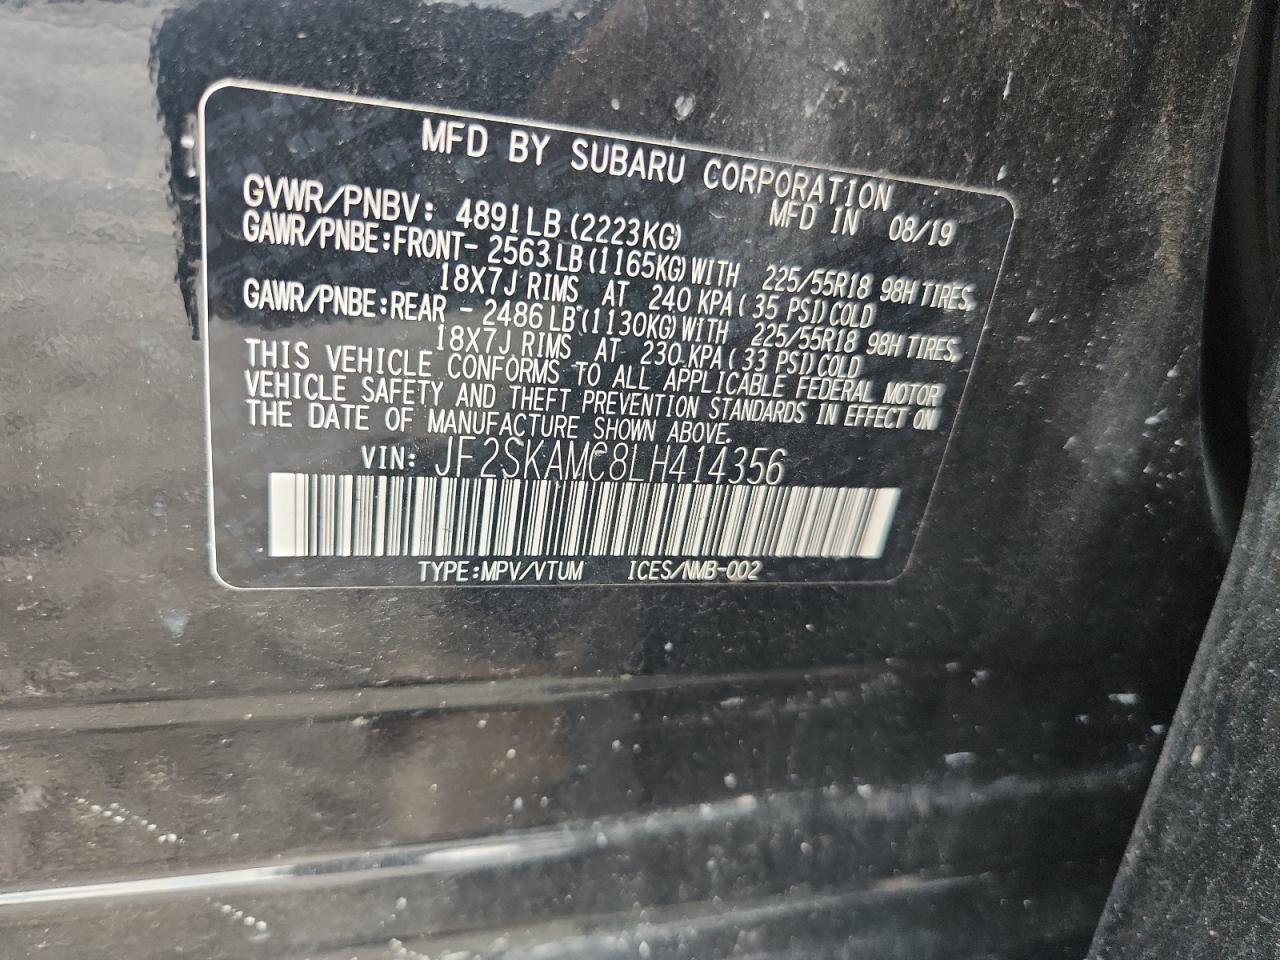 MFD BY SUBARU CORPORATION
GVWR/PNBV: 4891LB(2223KG) MFD IN 08/19
GAWR/PNBE:FRONT- 2563LB(1165KG)WITH 225/55R18 98H TIRES,
18X7J RIMS AT 240 KPA( 35 PSI)COLD
GAWR/PNBE:REAR - 2486LB(1130KG)WITH 225/55R18 98H TIRES,
18X7J RIMS AT 230 KPA( 33 PSI)COLD
THIS VEHICLE CONFORMS TO ALL APPLICABLE FEDERAL MOTOR
VEHICLE SAFETY AND THEFT PREVENTION STANDARDS IN EFFECT ON
THE DATE OF MANUFACTURE SHOWN ABOVE.
VIN: JF2SKAMC8LH414356
TYPE:MPV/VTUM ICES/NMB-002